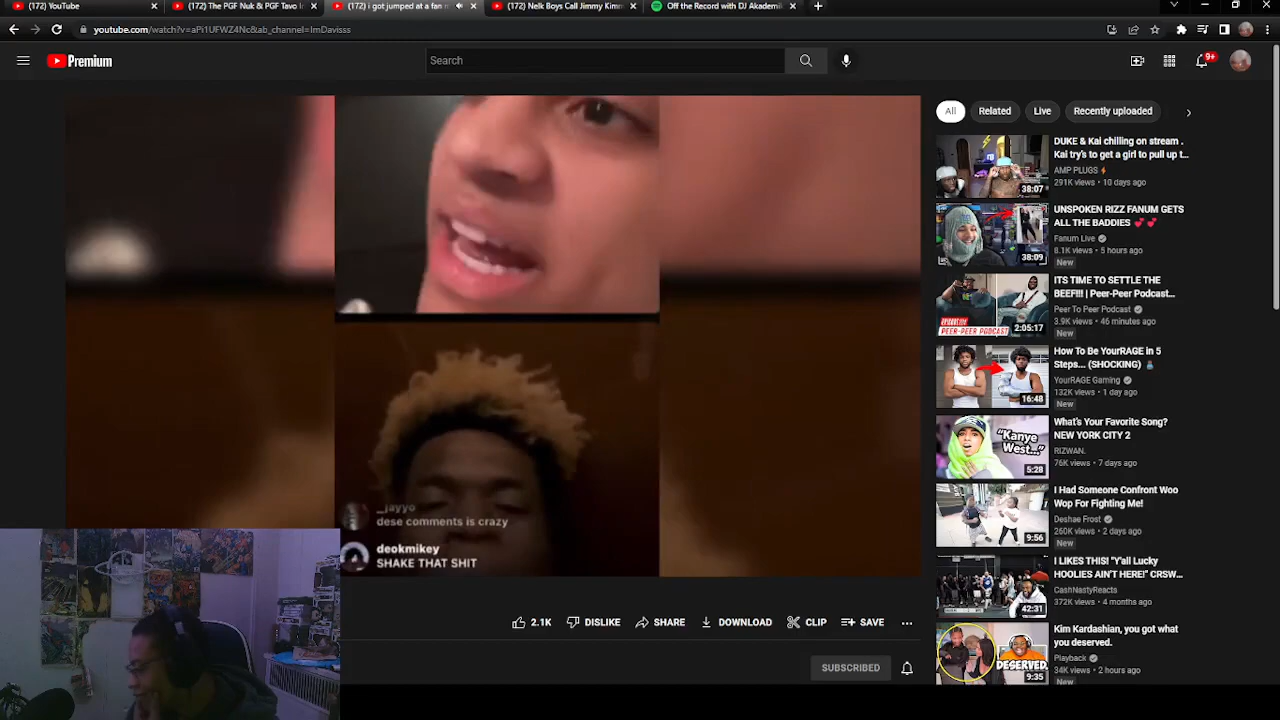 (172) YouTube
(172) The PGF Nuk & PGF Tavo I
(172) i got jumped at a fan m
(172) Nelk Boys Call Jimmy Kimm
Off the Record with DJ Akademik
youtube.com/watch?v=aPi1UFWZ4Nc&ab_channel=ImDavisss
Premium
Search
9+
All
Related
Live
Recently uploaded
DUKE & Kai chilling on stream .
Kai try's to get a girl to pull up t...
AMP PLUGS
291K views • 10 days ago
38:07
UNSPOKEN RIZZ FANUM GETS
ALL THE BADDIES
Fanum Live
8.1K views • 5 hours ago
New
38:09
ITS TIME TO SETTLE THE
BEEF!!! | Peer-Peer Podcast...
Peer To Peer Podcast
3.9K views • 46 minutes ago
New
PEER-PEER PODCAST
2:05:17
How To Be YourRAGE in 5
Steps... (SHOCKING)
YourRAGE Gaming
132K views • 1 day ago
New
16:48
What's Your Favorite Song?
NEW YORK CITY 2
RIZWAN.
76K views • 7 days ago
"Kanye
West..."
5:28
I Had Someone Confront Woo
Wop For Fighting Me!
Deshae Frost
260K views • 2 days ago
New
9:56
I LIKES THIS! "Y'all Lucky
HOOLIES AIN'T HERE!" CRSW...
CashNastyReacts
372K views • 4 months ago
42:31
Kim Kardashian, you got what
you deserved.
Playback
34K views • 2 hours ago
New
DESERVED.
9:35
_jayyo
dese comments is crazy
deokmikey
SHAKE THAT SHIT
2.1K
DISLIKE
SHARE
DOWNLOAD
CLIP
SAVE
SUBSCRIBED